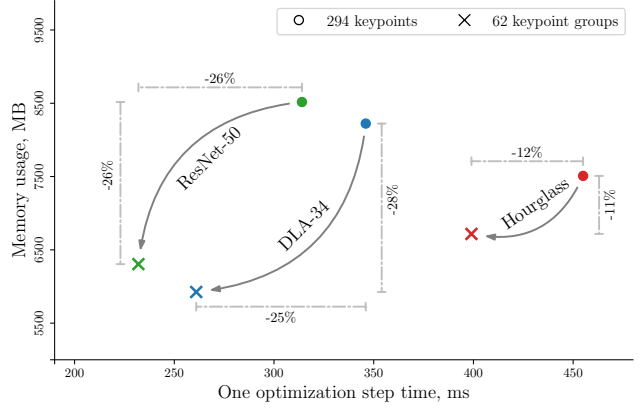 294 keypoints
62 keypoint groups
9500
8500
7500
6500
5500
Memory usage, MB
-26%
-26%
ResNet-50
DLA-34
-28%
-25%
-12%
Hourglass
-11%
200
250
300
350
400
450
One optimization step time, ms